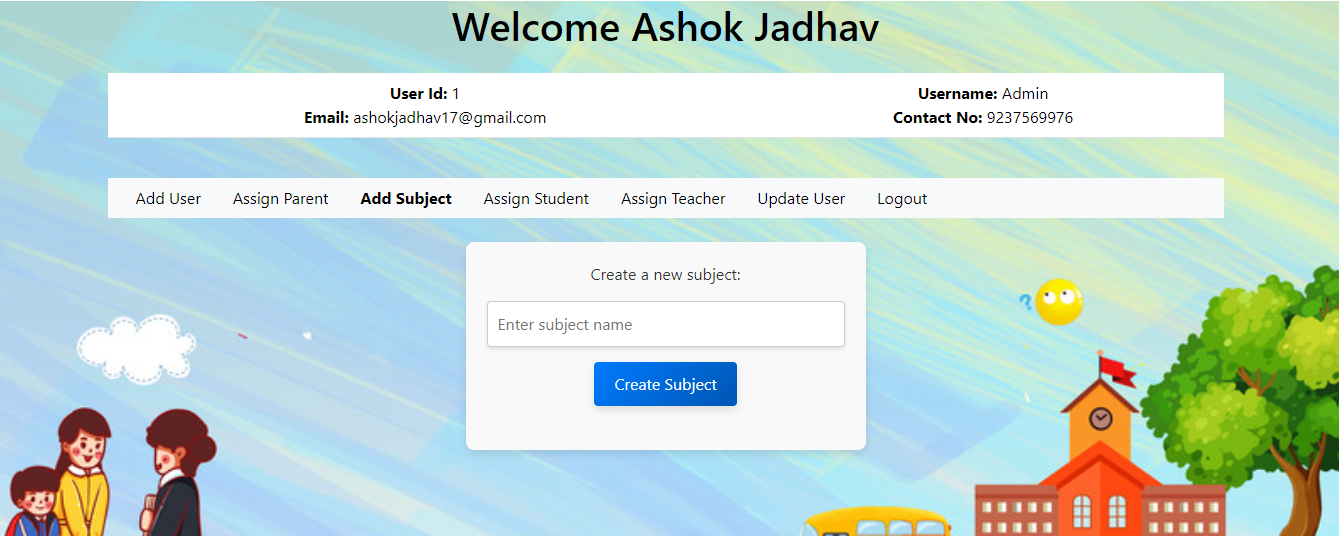 Welcome Ashok Jadhav
User Id: 1 Username: Admin
Email: ashokjadhav17@gmail.com Contact No: 9237569976
Add User Assign Parent Add Subject Assign Student Assign Teacher Update User Logout
Create a new subject:
Enter subject name
Create Subject
?